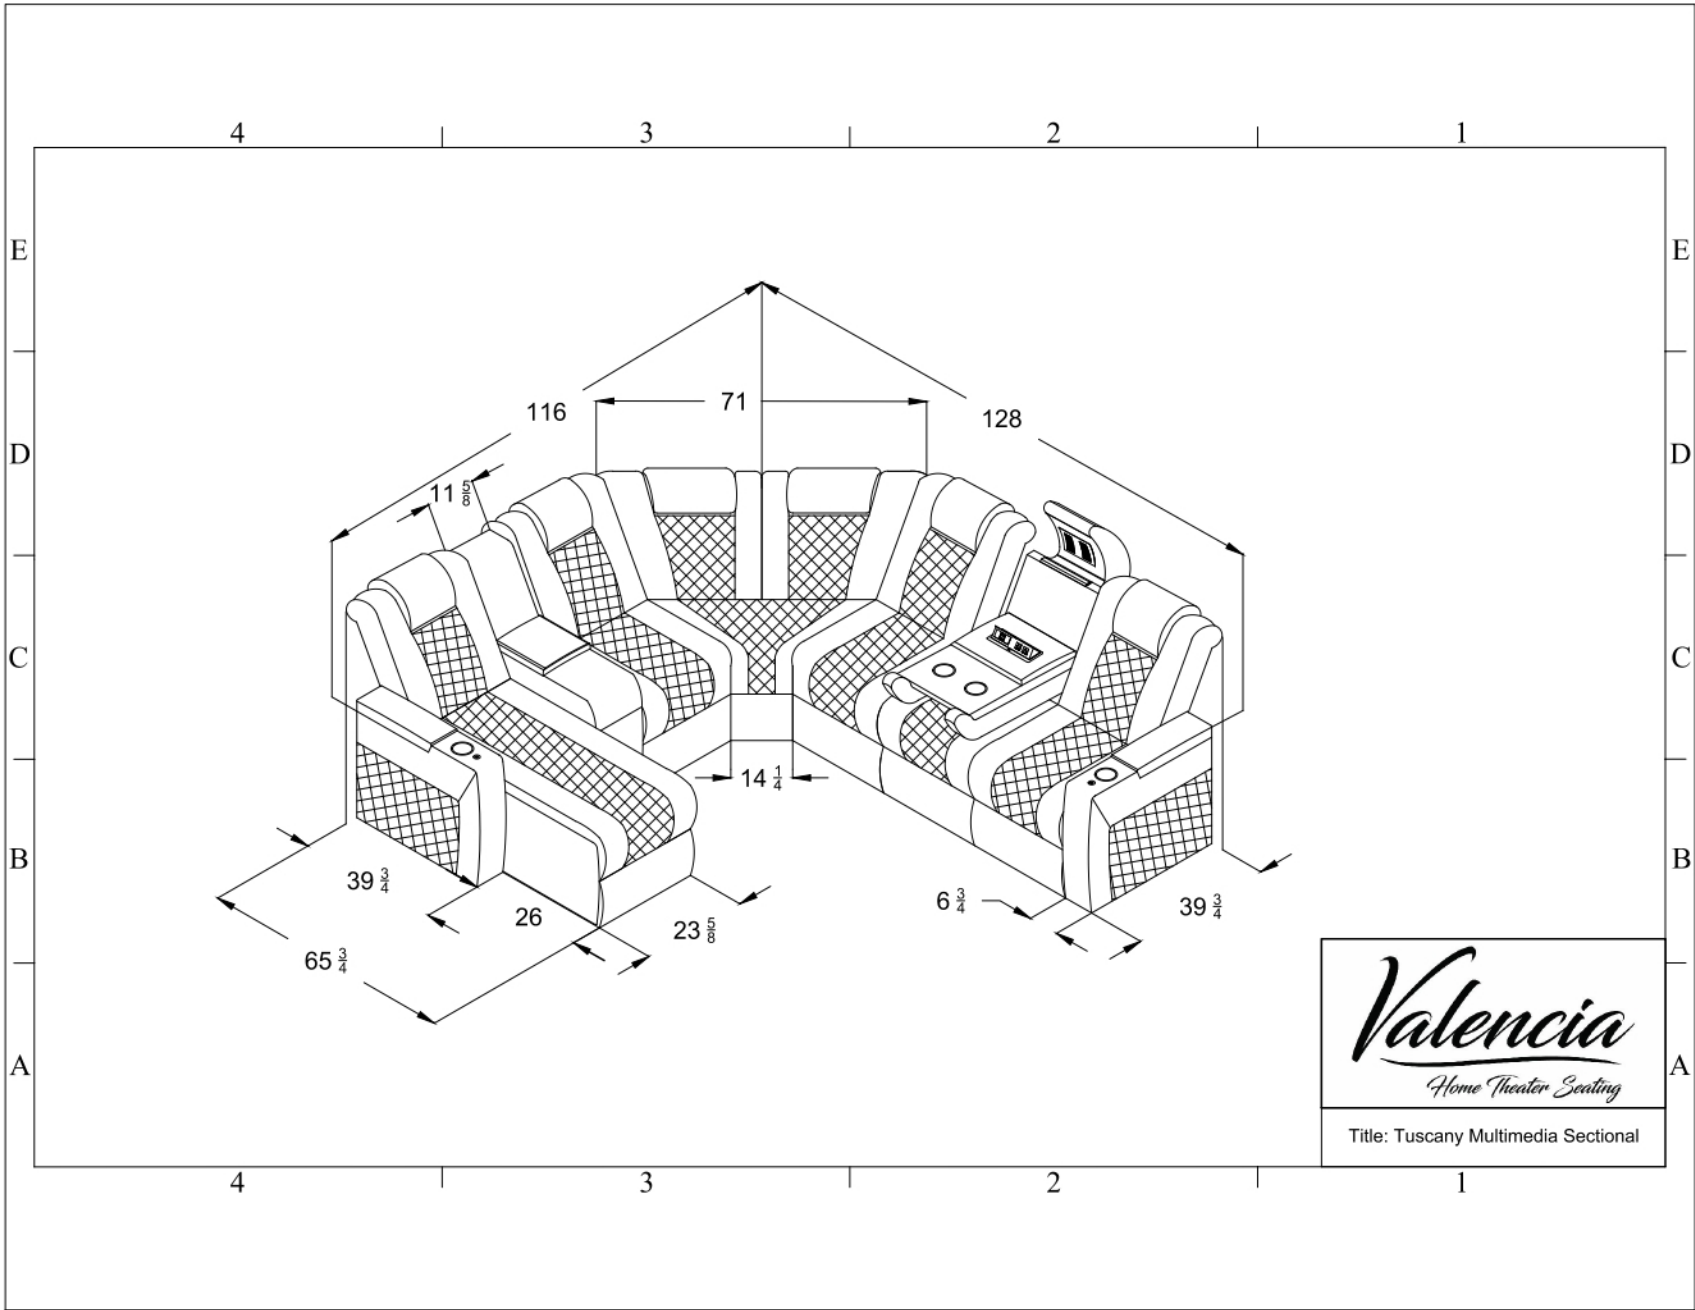 4 3 2 1
E E
116 71 128
D D
11 5/8
C C
14 1/4
B B
39 3/4 26 23 5/8 6 3/4 39 3/4
65 3/4
Valencia
A A
Home Theater Seating
Title: Tuscany Multimedia Sectional
4 3 2 1